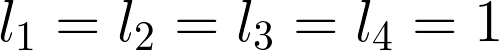 l₁ = l₂ = l₃ = l₄ = 1